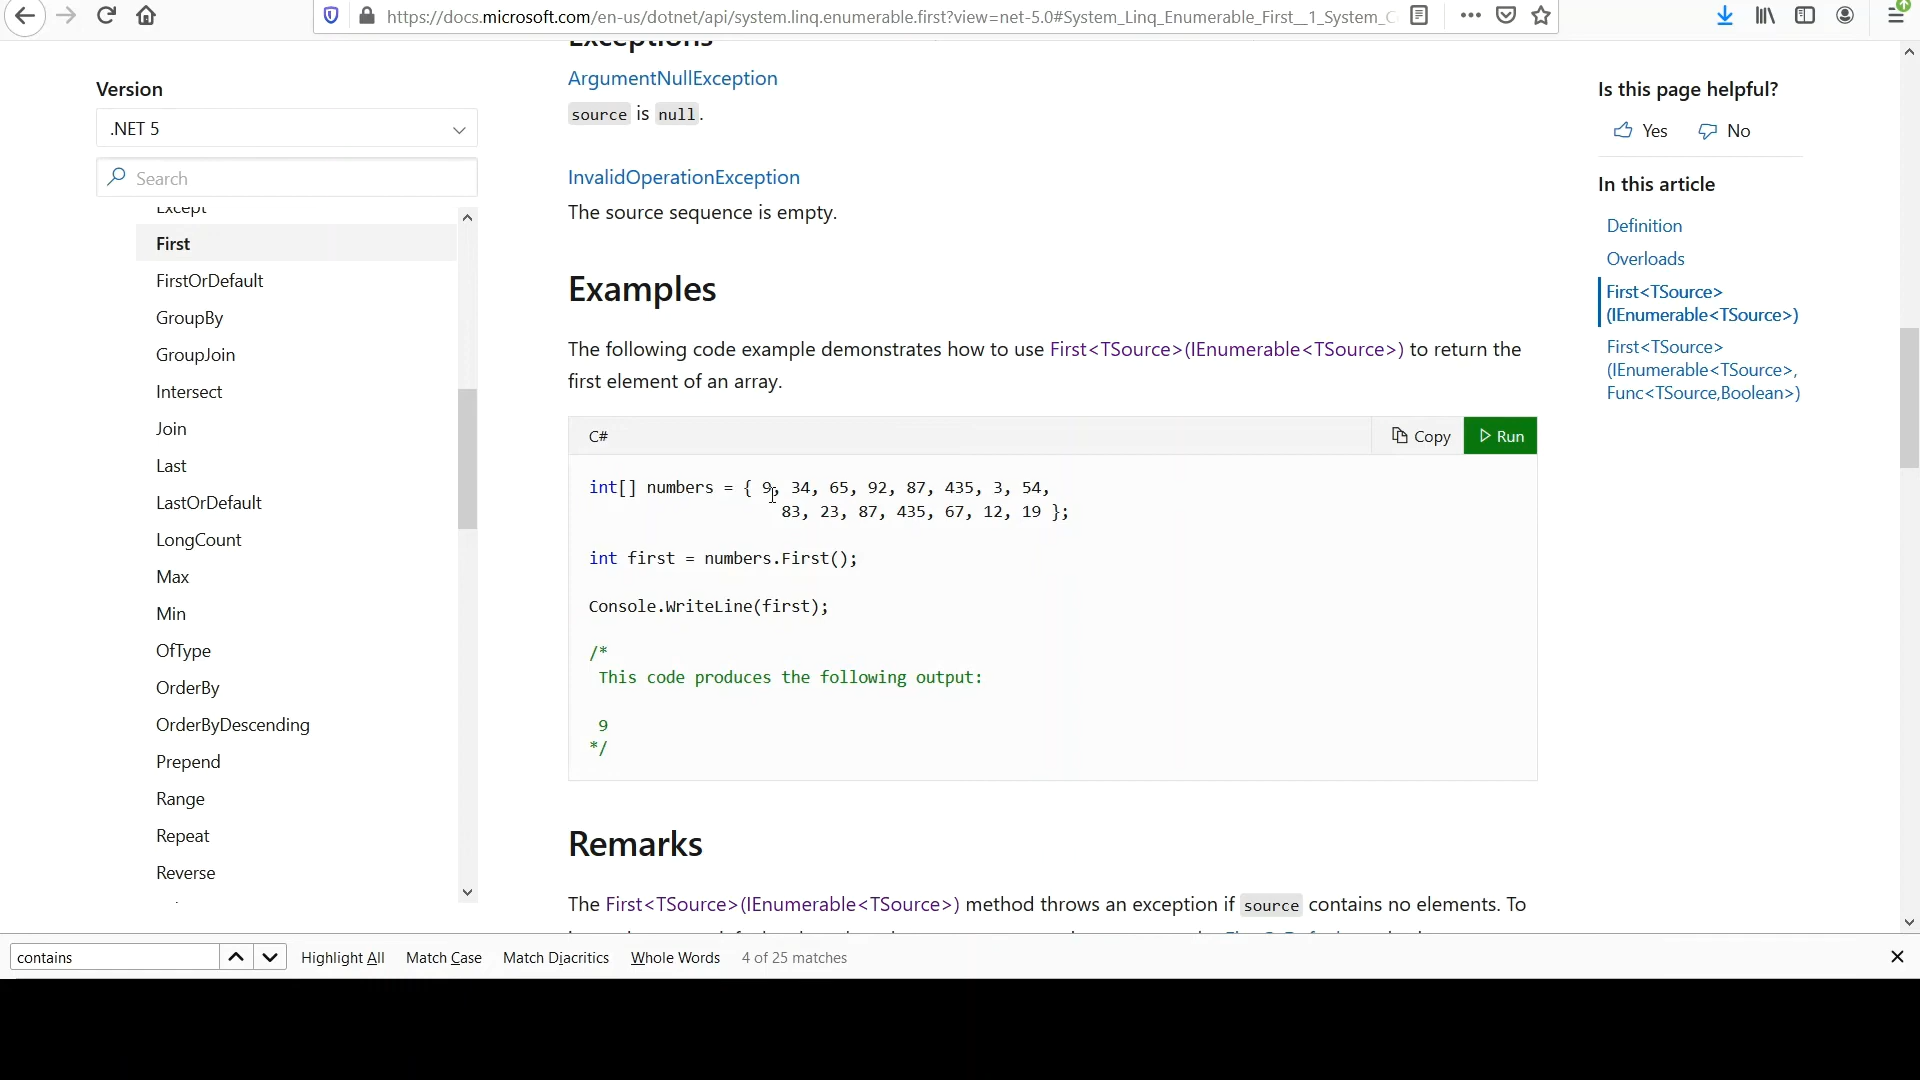 https://docs.microsoft.com/en-us/dotnet/api/system.linq.enumerable.first?view=net-5.0#System_Linq_Enumerable_First__1_System_C
Version
.NET 5
Search
Except
First
FirstOrDefault
GroupBy
GroupJoin
Intersect
Join
Last
LastOrDefault
LongCount
Max
Min
OfType
OrderBy
OrderByDescending
Prepend
Range
Repeat
Reverse
Exceptions
ArgumentNullException
source is null.
InvalidOperationException
The source sequence is empty.
Examples
The following code example demonstrates how to use First<TSource>(IEnumerable<TSource>) to return the
first element of an array.
C#
Copy
Run
int[] numbers = { 9, 34, 65, 92, 87, 435, 3, 54,
83, 23, 87, 435, 67, 12, 19 };
int first = numbers.First();
Console.WriteLine(first);
/*
This code produces the following output:
9
*/
Remarks
The First<TSource>(IEnumerable<TSource>) method throws an exception if source contains no elements. To
Is this page helpful?
Yes
No
In this article
Definition
Overloads
First<TSource>
(IEnumerable<TSource>)
First<TSource>
(IEnumerable<TSource>,
Func<TSource,Boolean>)
contains
Highlight All
Match Case
Match Diacritics
Whole Words
4 of 25 matches